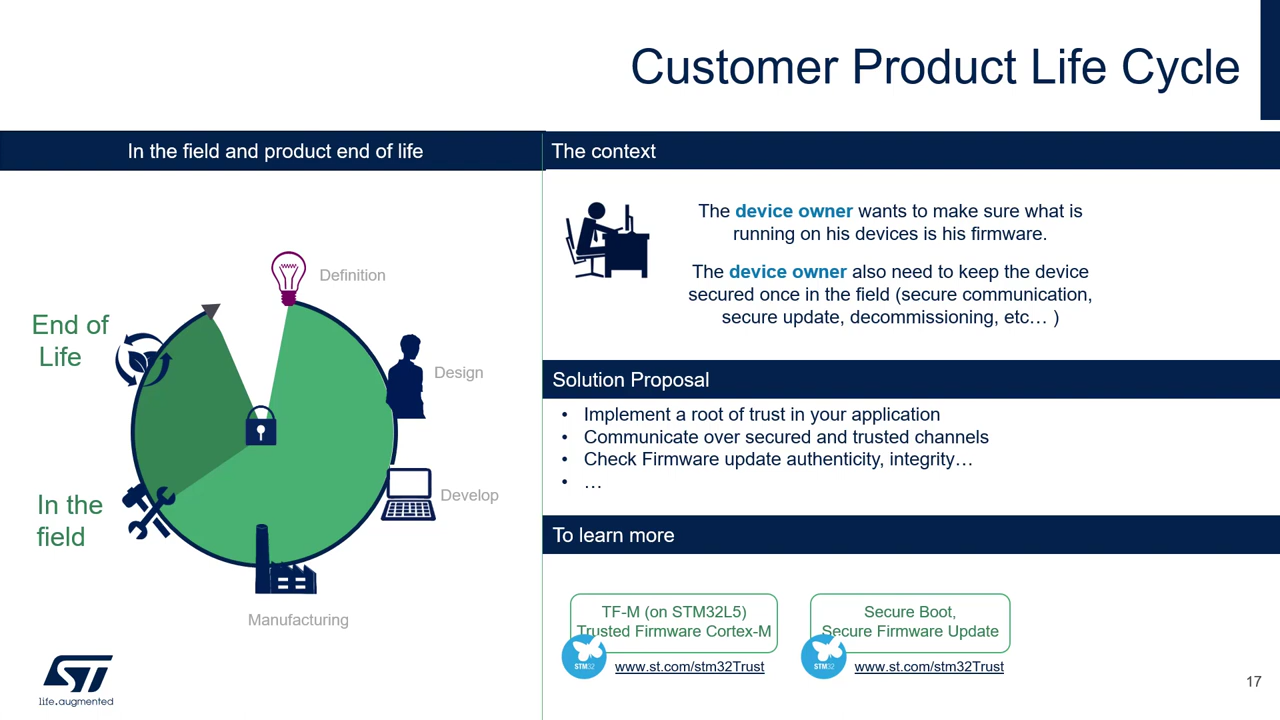 Customer Product Life Cycle
In the field and product end of life
Definition
End of
Life
Design
In the
field
Develop
Manufacturing
life.augmented
The context
The device owner wants to make sure what is
running on his devices is his firmware.
The device owner also need to keep the device
secured once in the field (secure communication,
secure update, decommissioning, etc… )
Solution Proposal
• Implement a root of trust in your application
• Communicate over secured and trusted channels
• Check Firmware update authenticity, integrity…
• …
To learn more
TF-M (on STM32L5)
Trusted Firmware Cortex-M
STM32
www.st.com/stm32Trust
Secure Boot,
Secure Firmware Update
STM32
www.st.com/stm32Trust
17